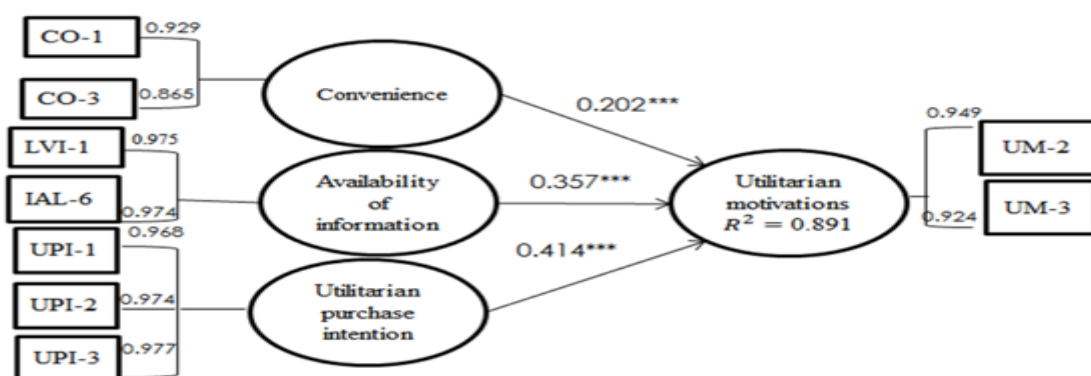 CO-1
0.929
CO-3
0.865
LVI-1
0.975
IAL-6
0.974
UPI-1
0.968
UPI-2
0.974
UPI-3
0.977
Convenience
Availability
of
information
Utilitarian
purchase
intention
0.202***
0.357***
0.414***
Utilitarian
motivations
R² = 0.891
0.949
UM-2
0.924
UM-3